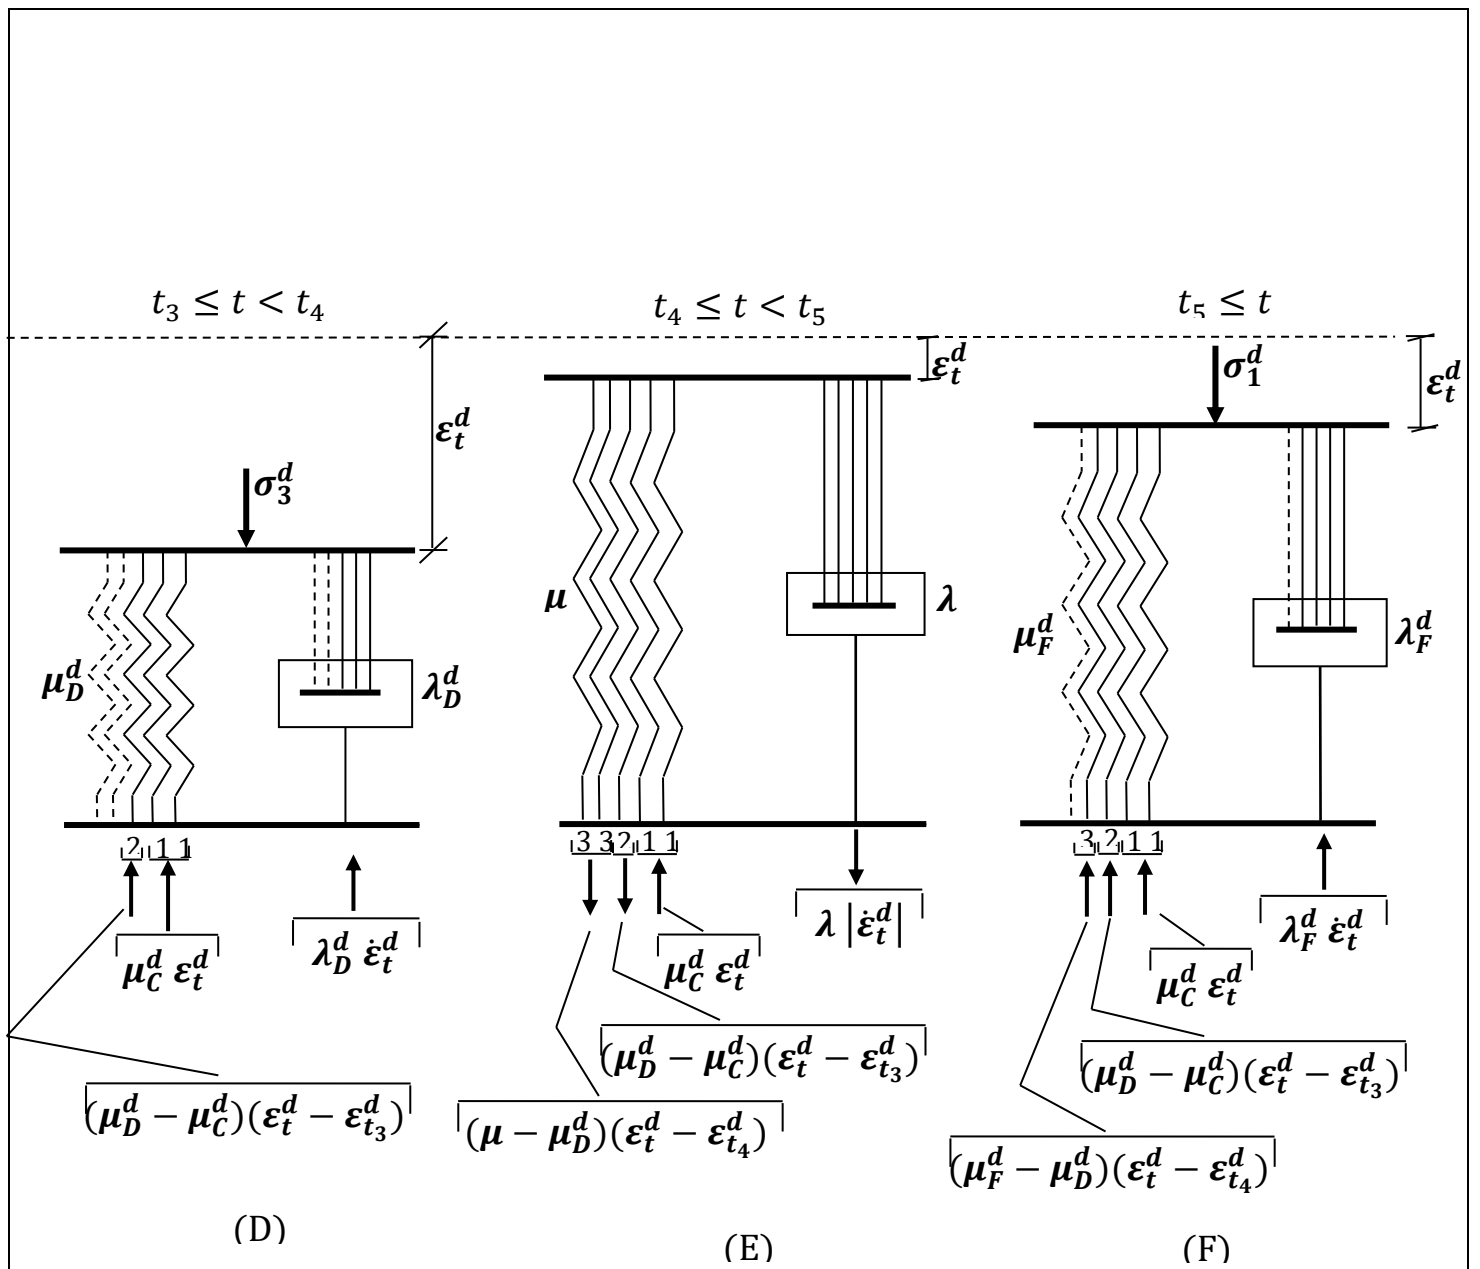 t₃ ≤ t < t₄
t₄ ≤ t < t₅
t₅ ≤ t
ε_t^d
σ_3^d
μ_D^d
λ_D^d
2 1 1
μ_C^d ε_t^d
λ_D^d ε̇_t^d
(μ_D^d − μ_C^d)(ε_t^d − ε_{t₃}^d)
(D)
ε_t^d
μ
λ
3 3 2 1 1
λ |ε̇_t^d|
μ_C^d ε_t^d
(μ_D^d − μ_C^d)(ε_t^d − ε_{t₃}^d)
(μ − μ_D^d)(ε_t^d − ε_{t₄}^d)
(E)
σ_1^d
ε_t^d
μ_F^d
λ_F^d
3 2 1 1
λ_F^d ε̇_t^d
μ_C^d ε_t^d
(μ_D^d − μ_C^d)(ε_t^d − ε_{t₃}^d)
(μ_F^d − μ_D^d)(ε_t^d − ε_{t₄}^d)
(F)